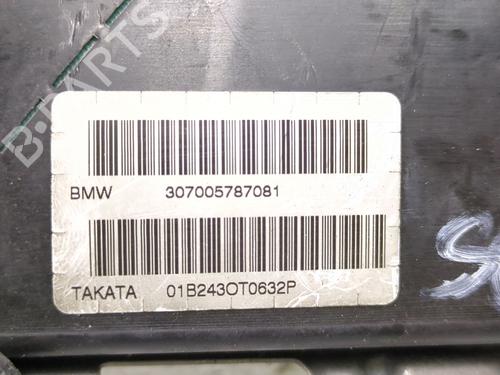 B-PARTS
BMW 307005787081
TAKATA 01B243OT0632P